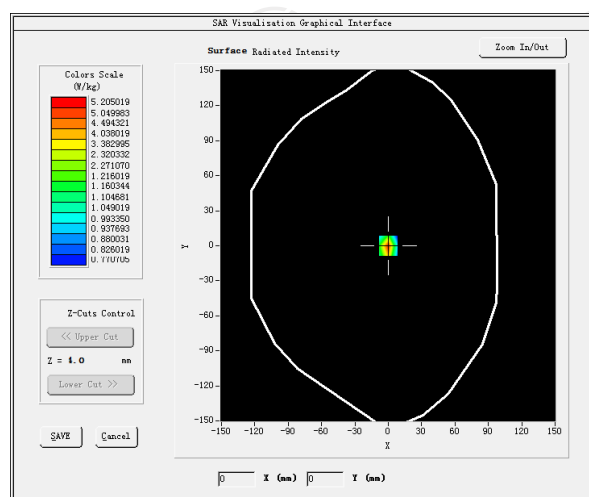 SAR Visualisation Graphical Interface
Surface Radiated Intensity
Zoom In/Out
Colors Scale
(W/kg)
5.205019
5.049983
4.494321
4.038019
3.382995
2.320332
2.271070
1.216019
1.160344
1.104681
1.049019
0.993350
0.937693
0.880031
0.826019
0.770705
Z-Cuts Control
<< Upper Cut
Z = 4.0 mm
Lower Cut >>
SAVE Cancel
150
120
90
60
30
0
-30
-60
-90
-120
-150
Y
-150 -120 -90 -60 -30 0 30 60 90 120 150
X
0 X (mm) 0 Y (mm)